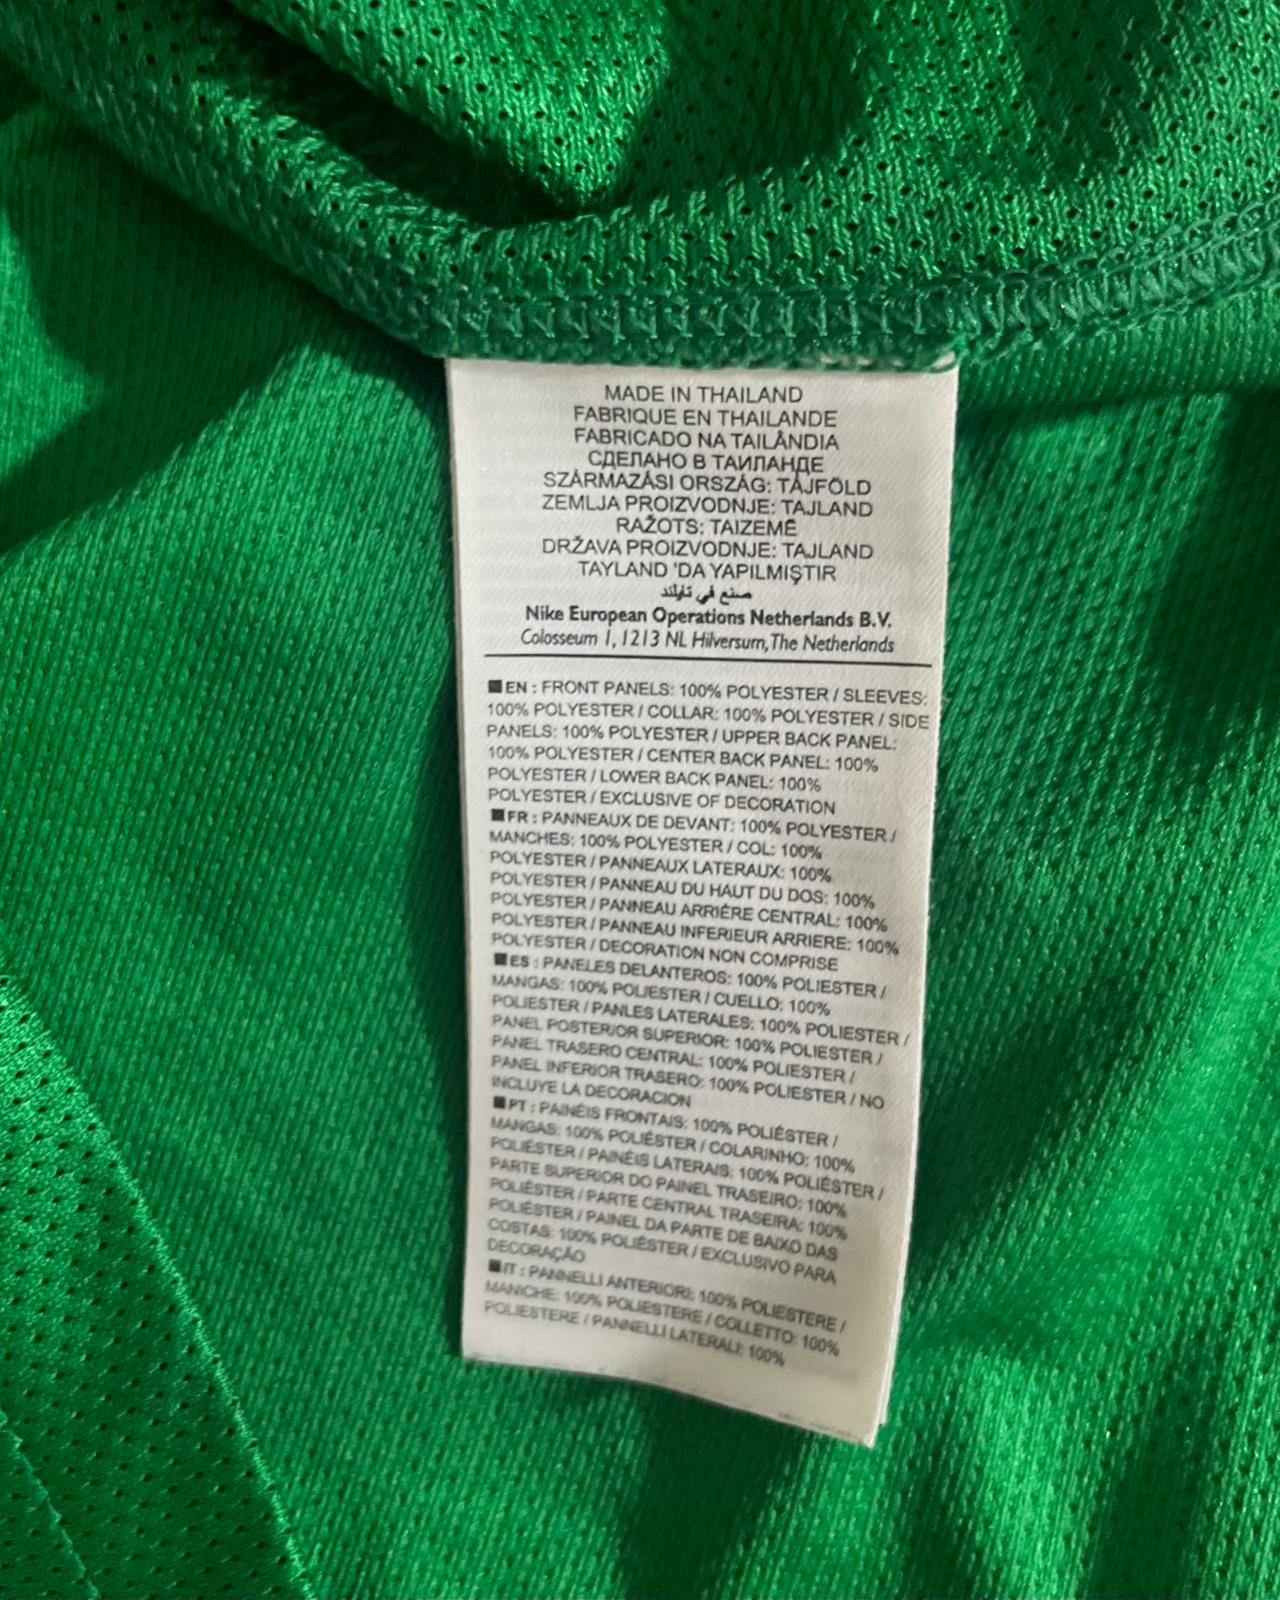 MADE IN THAILAND
FABRIQUE EN THAILANDE
FABRICADO NA TAILÂNDIA
СДЕЛАНО В ТАИЛАНДЕ
SZÁRMAZÁSI ORSZÁG: TÁJFÖLD
ZEMLJA PROIZVODNJE: TAJLAND
RAŽOTS: TAIZEMĒ
DRŽAVA PROIZVODNJE: TAJLAND
TAYLAND 'DA YAPILMIŞTIR
صنع في تايلند
Nike European Operations Netherlands B.V.
Colosseum 1, 1213 NL Hilversum, The Netherlands
■EN : FRONT PANELS: 100% POLYESTER / SLEEVES:
100% POLYESTER / COLLAR: 100% POLYESTER / SIDE
PANELS: 100% POLYESTER / UPPER BACK PANEL:
100% POLYESTER / CENTER BACK PANEL: 100%
POLYESTER / LOWER BACK PANEL: 100%
POLYESTER / EXCLUSIVE OF DECORATION
■FR : PANNEAUX DE DEVANT: 100% POLYESTER /
MANCHES: 100% POLYESTER / COL: 100%
POLYESTER / PANNEAUX LATERAUX: 100%
POLYESTER / PANNEAU DU HAUT DU DOS: 100%
POLYESTER / PANNEAU ARRIÈRE CENTRAL: 100%
POLYESTER / PANNEAU INFERIEUR ARRIERE: 100%
POLYESTER / DECORATION NON COMPRISE
■ES : PANELES DELANTEROS: 100% POLIESTER /
MANGAS: 100% POLIESTER / CUELLO: 100%
POLIESTER / PANLES LATERALES: 100% POLIESTER /
PANEL POSTERIOR SUPERIOR: 100% POLIESTER /
PANEL TRASERO CENTRAL: 100% POLIESTER /
PANEL INFERIOR TRASERO: 100% POLIESTER / NO
INCLUYE LA DECORACION
■PT : PAINÉIS FRONTAIS: 100% POLIÉSTER /
MANGAS: 100% POLIÉSTER / COLARINHO: 100%
POLIÉSTER / PAINÉIS LATERAIS: 100% POLIÉSTER /
PARTE SUPERIOR DO PAINEL TRASEIRO: 100%
POLIÉSTER / PARTE CENTRAL TRASEIRA: 100%
POLIÉSTER / PAINEL DA PARTE DE BAIXO DAS
COSTAS: 100% POLIÉSTER / EXCLUSIVO PARA
DECORAÇÃO
■IT : PANNELLI ANTERIORI: 100% POLIESTERE /
MANICHE: 100% POLIESTERE / COLLETTO: 100%
POLIESTERE / PANNELLI LATERALI: 100%